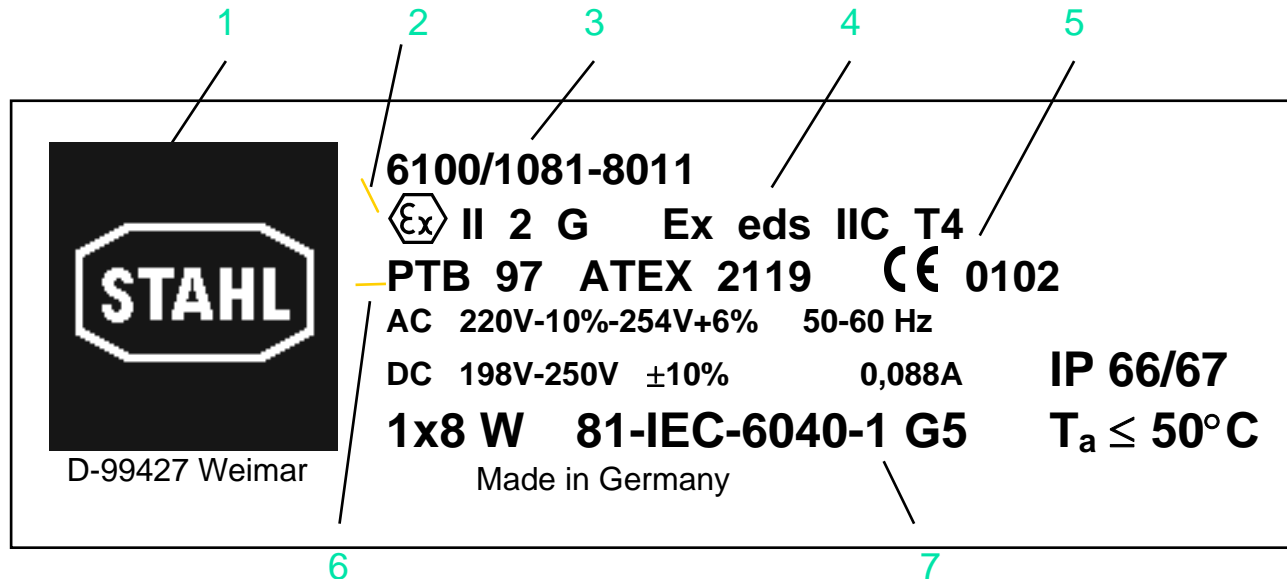 1 2 3 4 5
STAHL
D-99427 Weimar
6100/1081-8011
Ex II 2 G Ex eds IIC T4
PTB 97 ATEX 2119 CE 0102
AC 220V-10%-254V+6% 50-60 Hz
DC 198V-250V ±10% 0,088A IP 66/67
1x8 W 81-IEC-6040-1 G5 Ta ≤ 50°C
Made in Germany
6 7